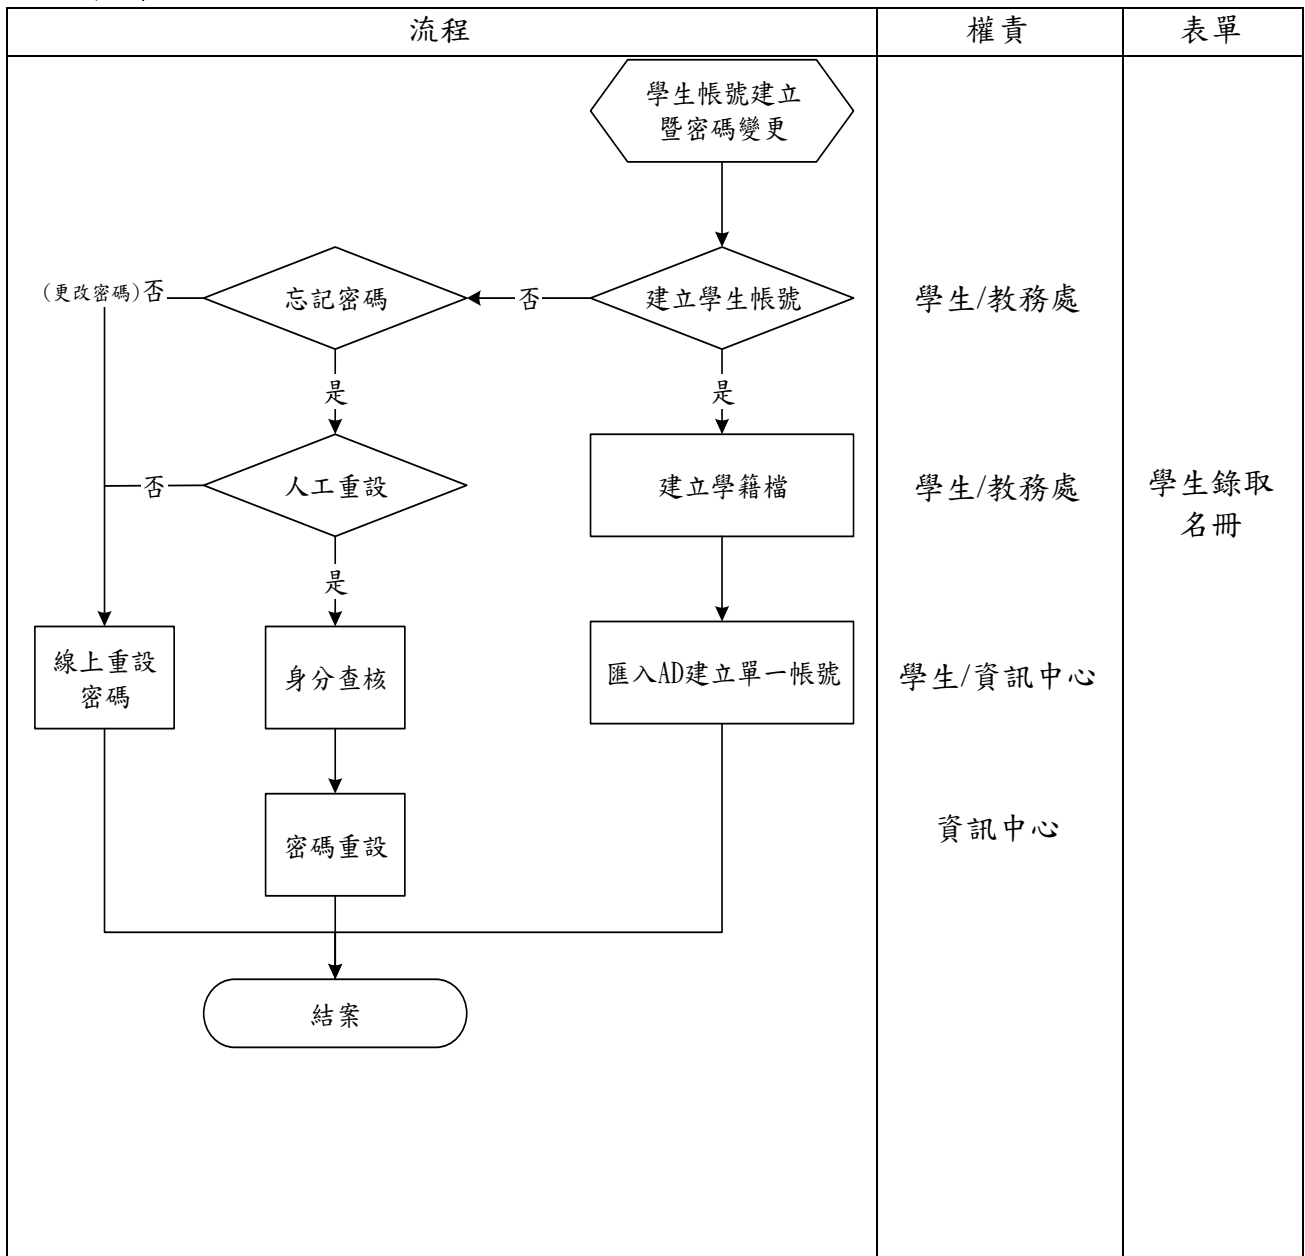 流程
權責
表單
學生帳號建立
暨密碼變更
(更改密碼)否
忘記密碼
否
建立學生帳號
學生/教務處
是
是
否
人工重設
建立學籍檔
學生/教務處
學生錄取
名冊
是
線上重設
密碼
身分查核
匯入AD建立單一帳號
學生/資訊中心
密碼重設
資訊中心
結案